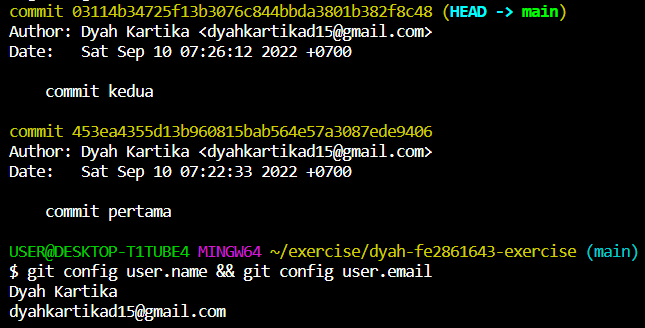 commit 03114b34725f13b3076c844bbda3801b382f8c48 (HEAD -> main)
Author: Dyah Kartika <dyahkartikad15@gmail.com>
Date:   Sat Sep 10 07:26:12 2022 +0700
    commit kedua
commit 453ea4355d13b960815bab564e57a3087ede9406
Author: Dyah Kartika <dyahkartikad15@gmail.com>
Date:   Sat Sep 10 07:22:33 2022 +0700
    commit pertama
USER@DESKTOP-T1TUBE4 MINGW64 ~/exercise/dyah-fe2861643-exercise (main)
$ git config user.name && git config user.email
Dyah Kartika
dyahkartikad15@gmail.com